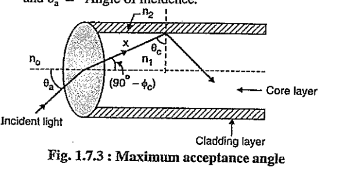 and θa = Angle of incidence.
n2
x
θc
no
n1
θa
(90° – ϕc)
Core layer
Incident light
Cladding layer
Fig. 1.7.3 : Maximum acceptance angle